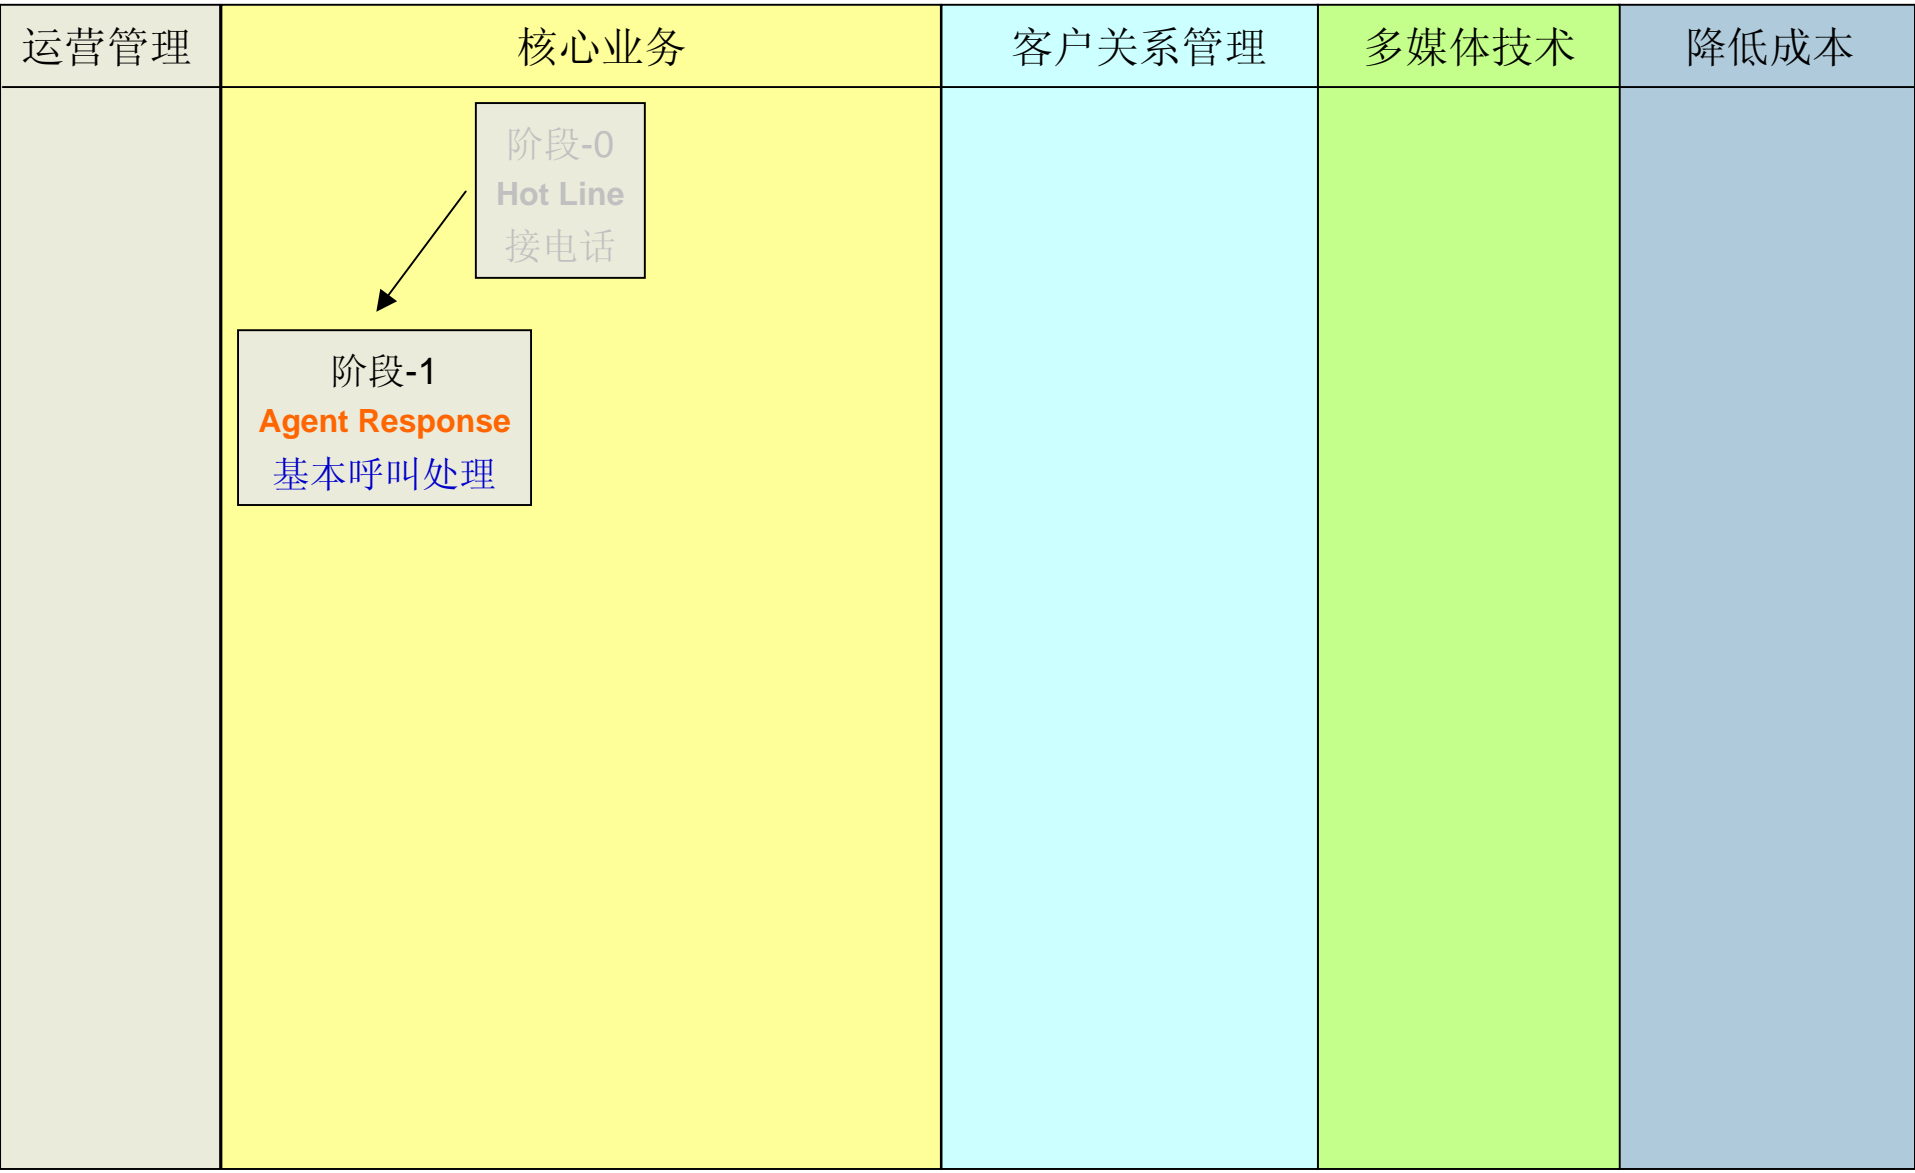 运营管理
核心业务
客户关系管理
多媒体技术
降低成本
阶段-0
Hot Line
接电话
阶段-1
Agent Response
基本呼叫处理